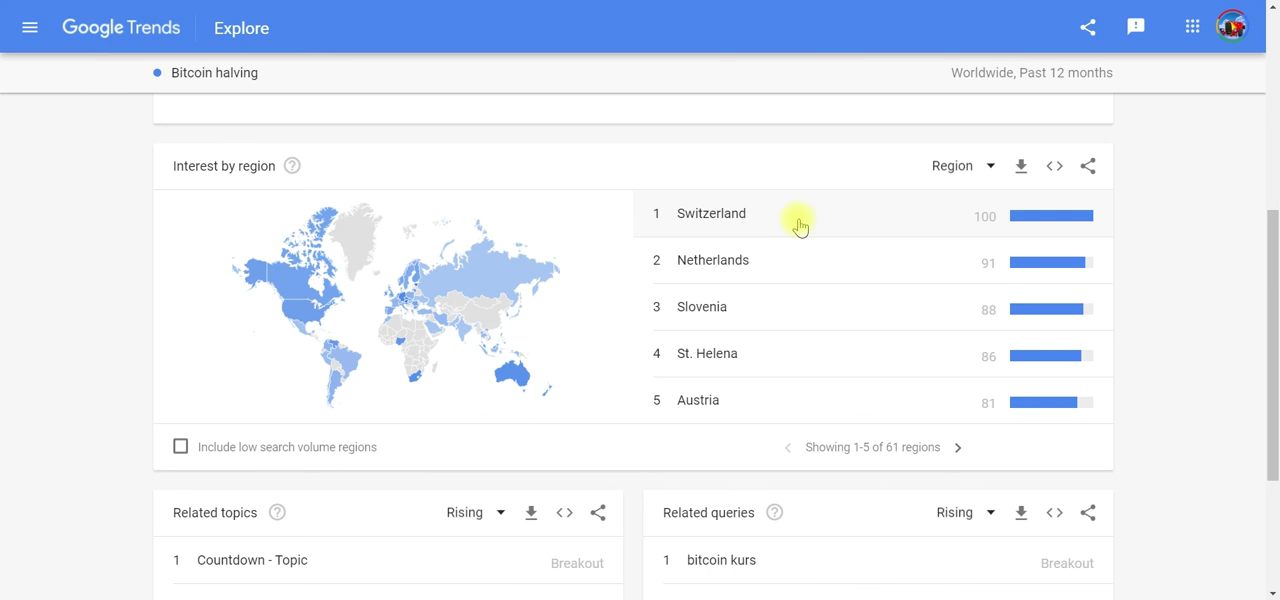 Google Trends Explore
Bitcoin halving Worldwide, Past 12 months
Interest by region ? Region
1 Switzerland 100
2 Netherlands 91
3 Slovenia 88
4 St. Helena 86
5 Austria 81
Include low search volume regions Showing 1-5 of 61 regions
Related topics ? Rising
1 Countdown - Topic Breakout
Related queries ? Rising
1 bitcoin kurs Breakout